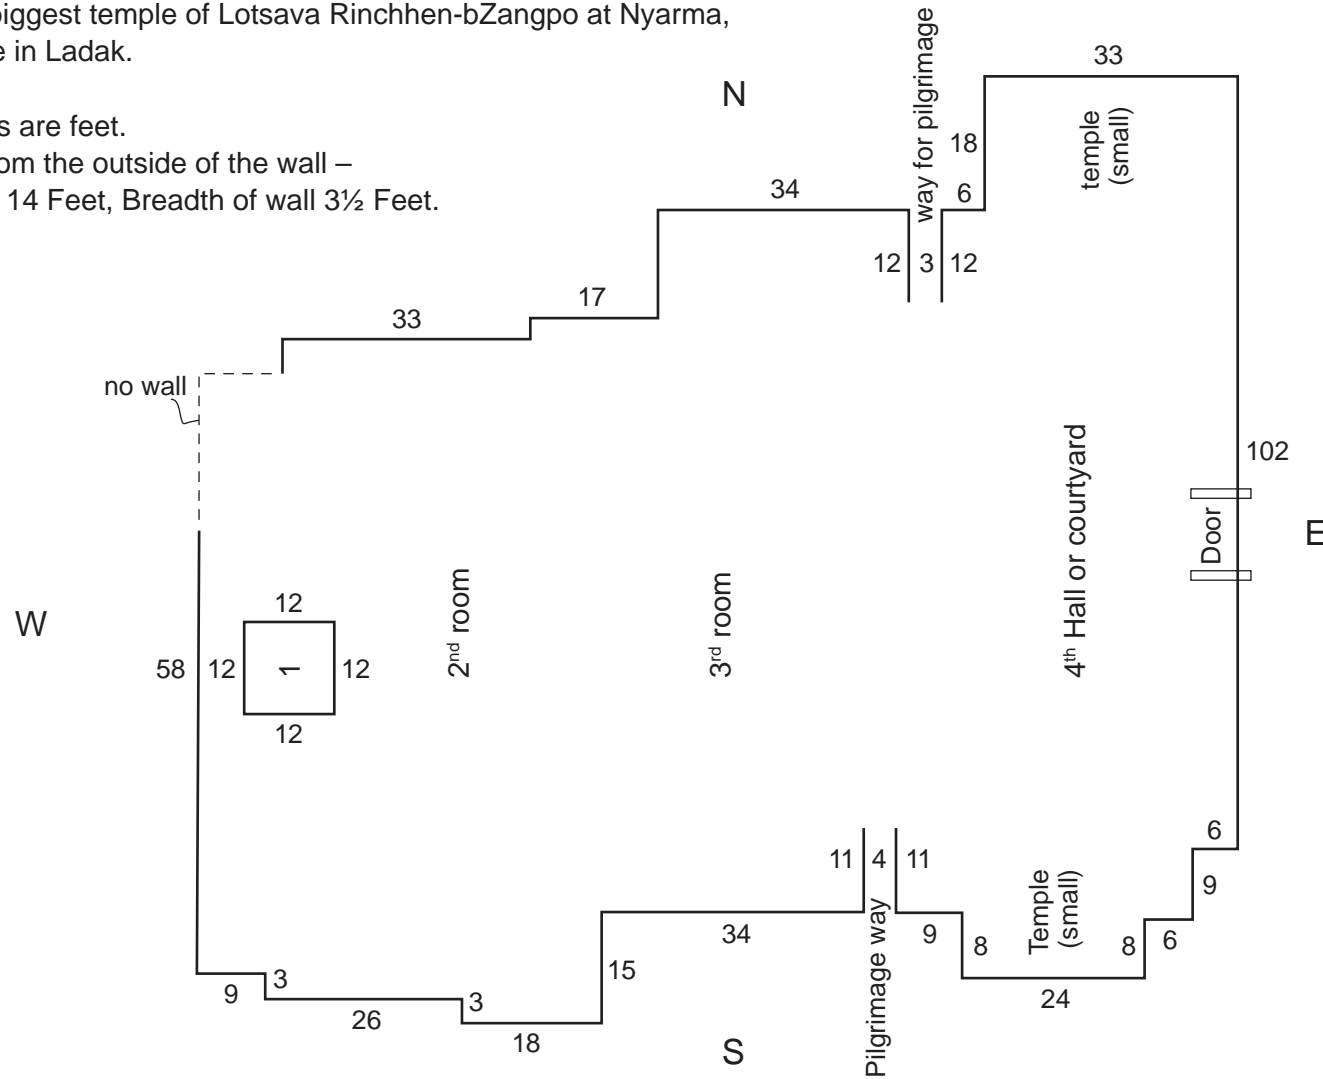 biggest temple of Lotsava Rinchhen-bZangpo at Nyarma,
in Ladak.
are feet.
the outside of the wall –
14 Feet, Breadth of wall 3½ Feet.
N
way for pilgrimage
33
temple
(small)
18
34
6
12
3
12
17
33
no wall
102
4th Hall or courtyard
Door
E
W
2nd room
3rd room
12
58
12
1
12
12
6
11
4
11
9
Temple
(small)
34
Pilgrimage way
9
8
8
6
15
24
9
3
26
3
18
S